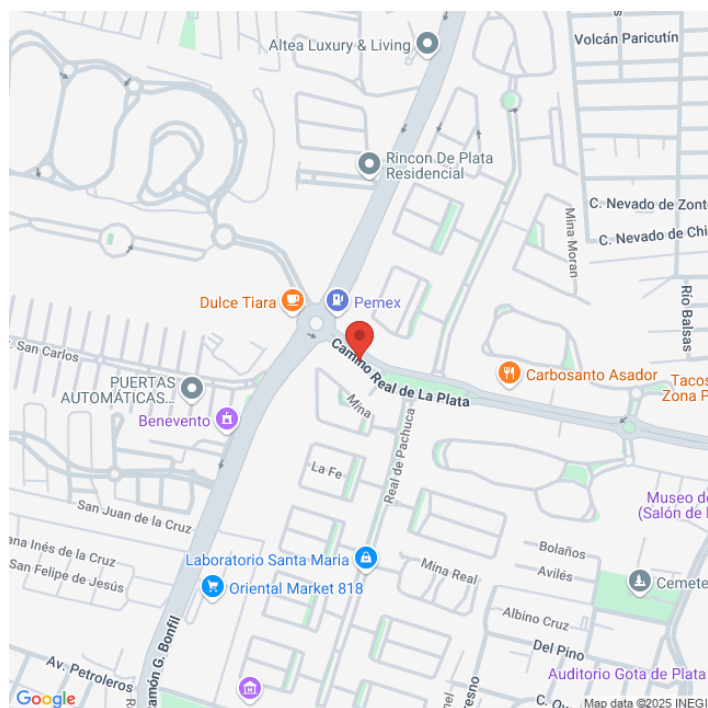 Altea Luxury & Living
Volcán Paricutín
Rincon De Plata
Residencial
C. Nevado de Zont
C. Nevado de Chi
Mina Moran
Río Balsas
Dulce Tiara
Pemex
Camino Real de La Plata
San Carlos
PUERTAS
AUTOMÁTICAS...
Carbosanto Asador
Tacos
Zona P
Benevento
Mina
Real de Pachuca
La Fe
San Juan de la Cruz
Museo de
(Salón de
ana Inés de la Cruz
San Felipe de Jesús
Laboratorio Santa Maria
Oriental Market 818
Mina Real
Bolaños
Avilés
Cemete
Albino Cruz
Del Pino
amón G. Bonfil
Av. Petroleros
Auditorio Gota de Plata
resno
C. Ou
Google
Map data ©2025 INEGI